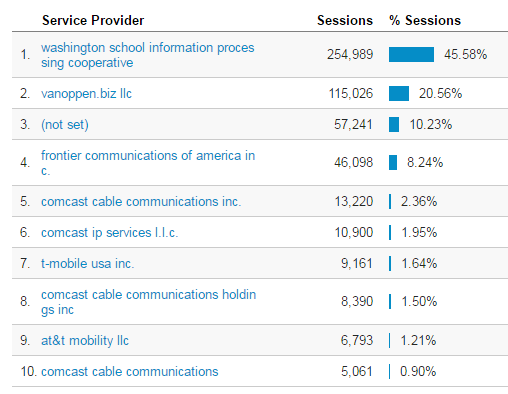 Service Provider Sessions % Sessions
1. washington school information proces
sing cooperative 254,989 45.58%
2. vanoppen.biz llc 115,026 20.56%
3. (not set) 57,241 10.23%
4. frontier communications of america in
c. 46,098 8.24%
5. comcast cable communications inc. 13,220 2.36%
6. comcast ip services l.l.c. 10,900 1.95%
7. t-mobile usa inc. 9,161 1.64%
8. comcast cable communications holdin
gs inc 8,390 1.50%
9. at&t mobility llc 6,793 1.21%
10. comcast cable communications 5,061 0.90%